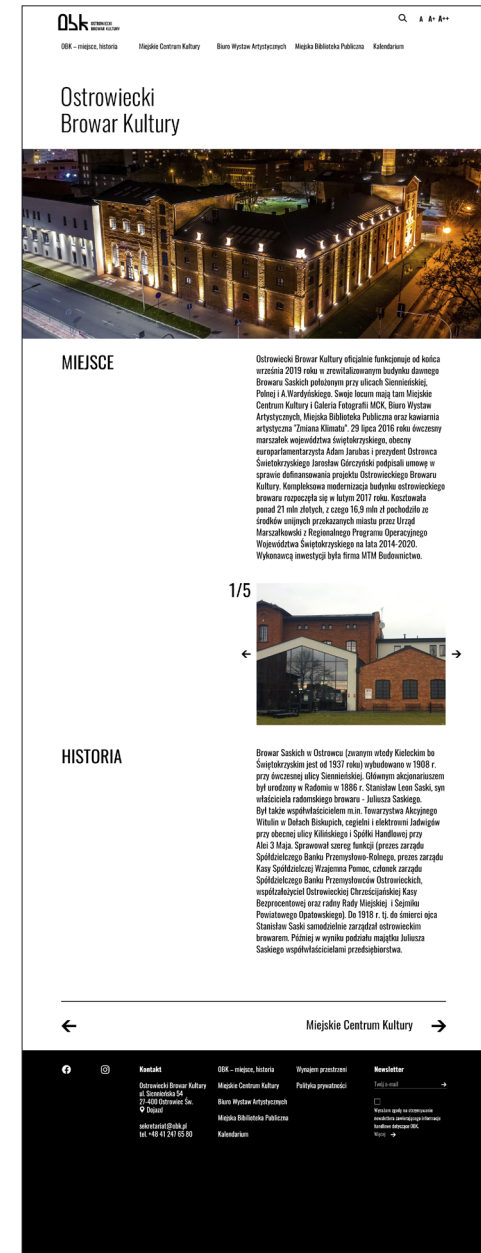 obk OSTROWIECKI
BROWAR KULTURY
A A+ A++
OBK – miejsce, historia Miejskie Centrum Kultury Biuro Wystaw Artystycznych Miejska Biblioteka Publiczna Kalendarium
Ostrowiecki
Browar Kultury
MIEJSCE
Ostrowiecki Browar Kultury oficjalnie funkcjonuje od końca
września 2019 roku w zrewitalizowanym budynku dawnego
Browaru Saskich położonym przy ulicach Siennieńskiej,
Polnej i A.Wardyńskiego. Swoje locum mają tam Miejskie
Centrum Kultury i Galeria Fotografii MCK, Biuro Wystaw
Artystycznych, Miejska Biblioteka Publiczna oraz kawiarnia
artystyczna "Zmiana Klimatu". 29 lipca 2016 roku ówczesny
marszałek województwa świętokrzyskiego, obecny
europarlamentarzysta Adam Jarubas i prezydent Ostrowca
Świetokrzyskiego Jarosław Górczyński podpisali umowę w
sprawie dofinansowania projektu Ostrowieckiego Browaru
Kultury. Kompleksowa modernizacja budynku ostrowieckiego
browaru rozpoczęła się w lutym 2017 roku. Kosztowała
ponad 21 mln złotych, z czego 16,9 mln zł pochodziło ze
środków unijnych przekazanych miastu przez Urząd
Marszałkowski z Regionalnego Programu Operacyjnego
Województwa Świętokrzyskiego na lata 2014-2020.
Wykonawcą inwestycji była firma MTM Budownictwo.
1/5
HISTORIA
Browar Saskich w Ostrowcu (zwanym wtedy Kieleckim bo
Świętokrzyskim jest od 1937 roku) wybudowano w 1908 r.
przy ówczesnej ulicy Siennieńskiej. Głównym akcjonariuszem
był urodzony w Radomiu w 1886 r. Stanisław Leon Saski, syn
właściciela radomskiego browaru - Juliusza Saskiego.
Był także współwłaścicielem m.in. Towarzystwa Akcyjnego
Witulin w Dołach Biskupich, cegielni i elektrowni Jadwigów
przy obecnej ulicy Kilińskiego i Spółki Handlowej przy
Alei 3 Maja. Sprawował szereg funkcji (prezes zarządu
Spółdzielczego Banku Przemysłowo-Rolnego, prezes zarządu
Kasy Spółdzielczej Wzajemna Pomoc, członek zarządu
Spółdzielczego Banku Przemysłowców Ostrowieckich,
współzałożyciel Ostrowieckiej Chrześcijańskiej Kasy
Bezprocentowej oraz radny Rady Miejskiej i Sejmiku
Powiatowego Opatowskiego). Do 1918 r. tj. do śmierci ojca
Stanisław Saski samodzielnie zarządzał ostrowieckim
browarem. Później w wyniku podziału majątku Juliusza
Saskiego współwłaścicielami przedsiębiorstwa.
Miejskie Centrum Kultury
Kontakt
Ostrowiecki Browar Kultury
ul. Siennieńska 54
27-400 Ostrowiec Św.
Dojazd
sekretariat@obk.pl
tel. +48 41 247 65 80
OBK – miejsce, historia
Miejskie Centrum Kultury
Biuro Wystaw Artystycznych
Miejska Bibilioteka Publiczna
Kalendarium
Wynajem przestrzeni
Polityka prywatności
Newsletter
Twój e-mail
Wyrażam zgodę na otrzymywanie
newslettera zawierającego informacje
handlowe dotyczące OBK.
Więcej